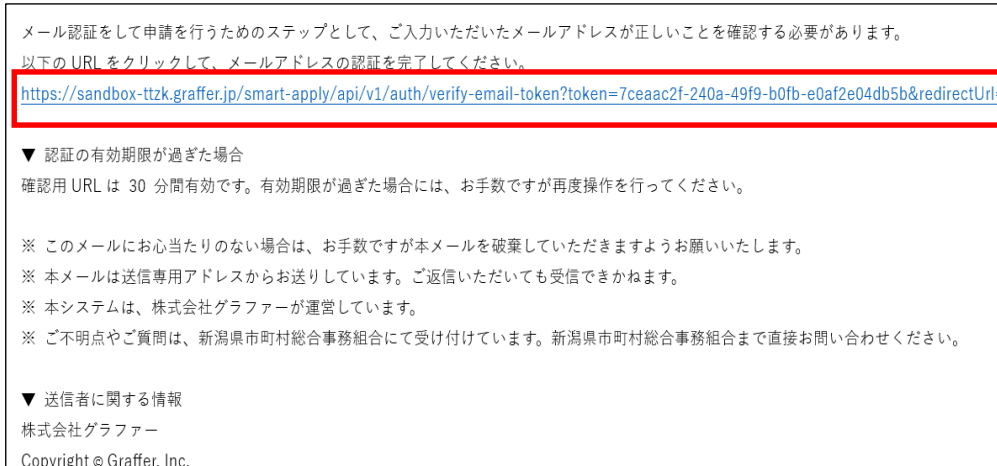 メール認証をして申請を行うためのステップとして、ご入力いただいたメールアドレスが正しいことを確認する必要があります。
以下の URL をクリックして、メールアドレスの認証を完了してください。
https://sandbox-ttzk.graffer.jp/smart-apply/api/v1/auth/verify-email-token?token=7ceaac2f-240a-49f9-b0fb-e0af2e04db5b&redirectUrl=
▼ 認証の有効期限が過ぎた場合
確認用 URL は 30 分間有効です。有効期限が過ぎた場合には、お手数ですが再度操作を行ってください。
※ このメールにお心当たりのない場合は、お手数ですが本メールを破棄していただきますようお願いいたします。
※ 本メールは送信専用アドレスからお送りしています。ご返信いただいても受信できかねます。
※ 本システムは、株式会社グラファーが運営しています。
※ ご不明点やご質問は、新潟県市町村総合事務組合にて受け付けています。新潟県市町村総合事務組合まで直接お問い合わせください。
▼ 送信者に関する情報
株式会社グラファー
Copyright © Graffer, Inc.